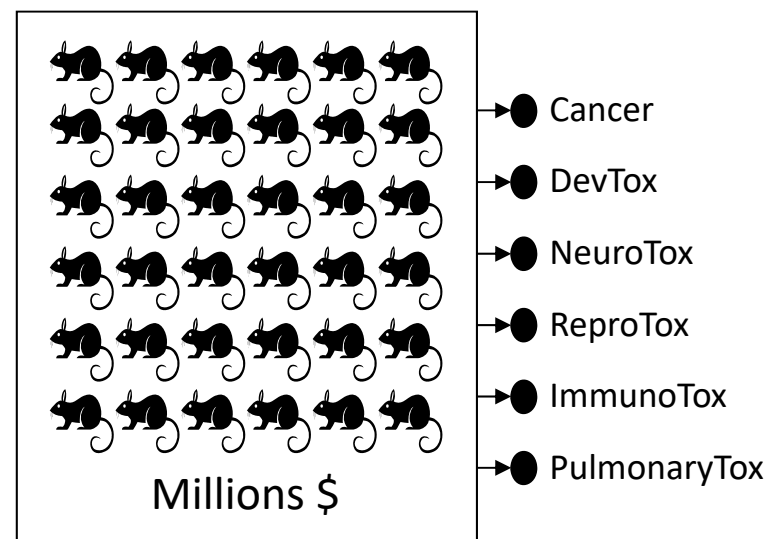 Cancer
DevTox
NeuroTox
ReproTox
ImmunoTox
PulmonaryTox
Millions $